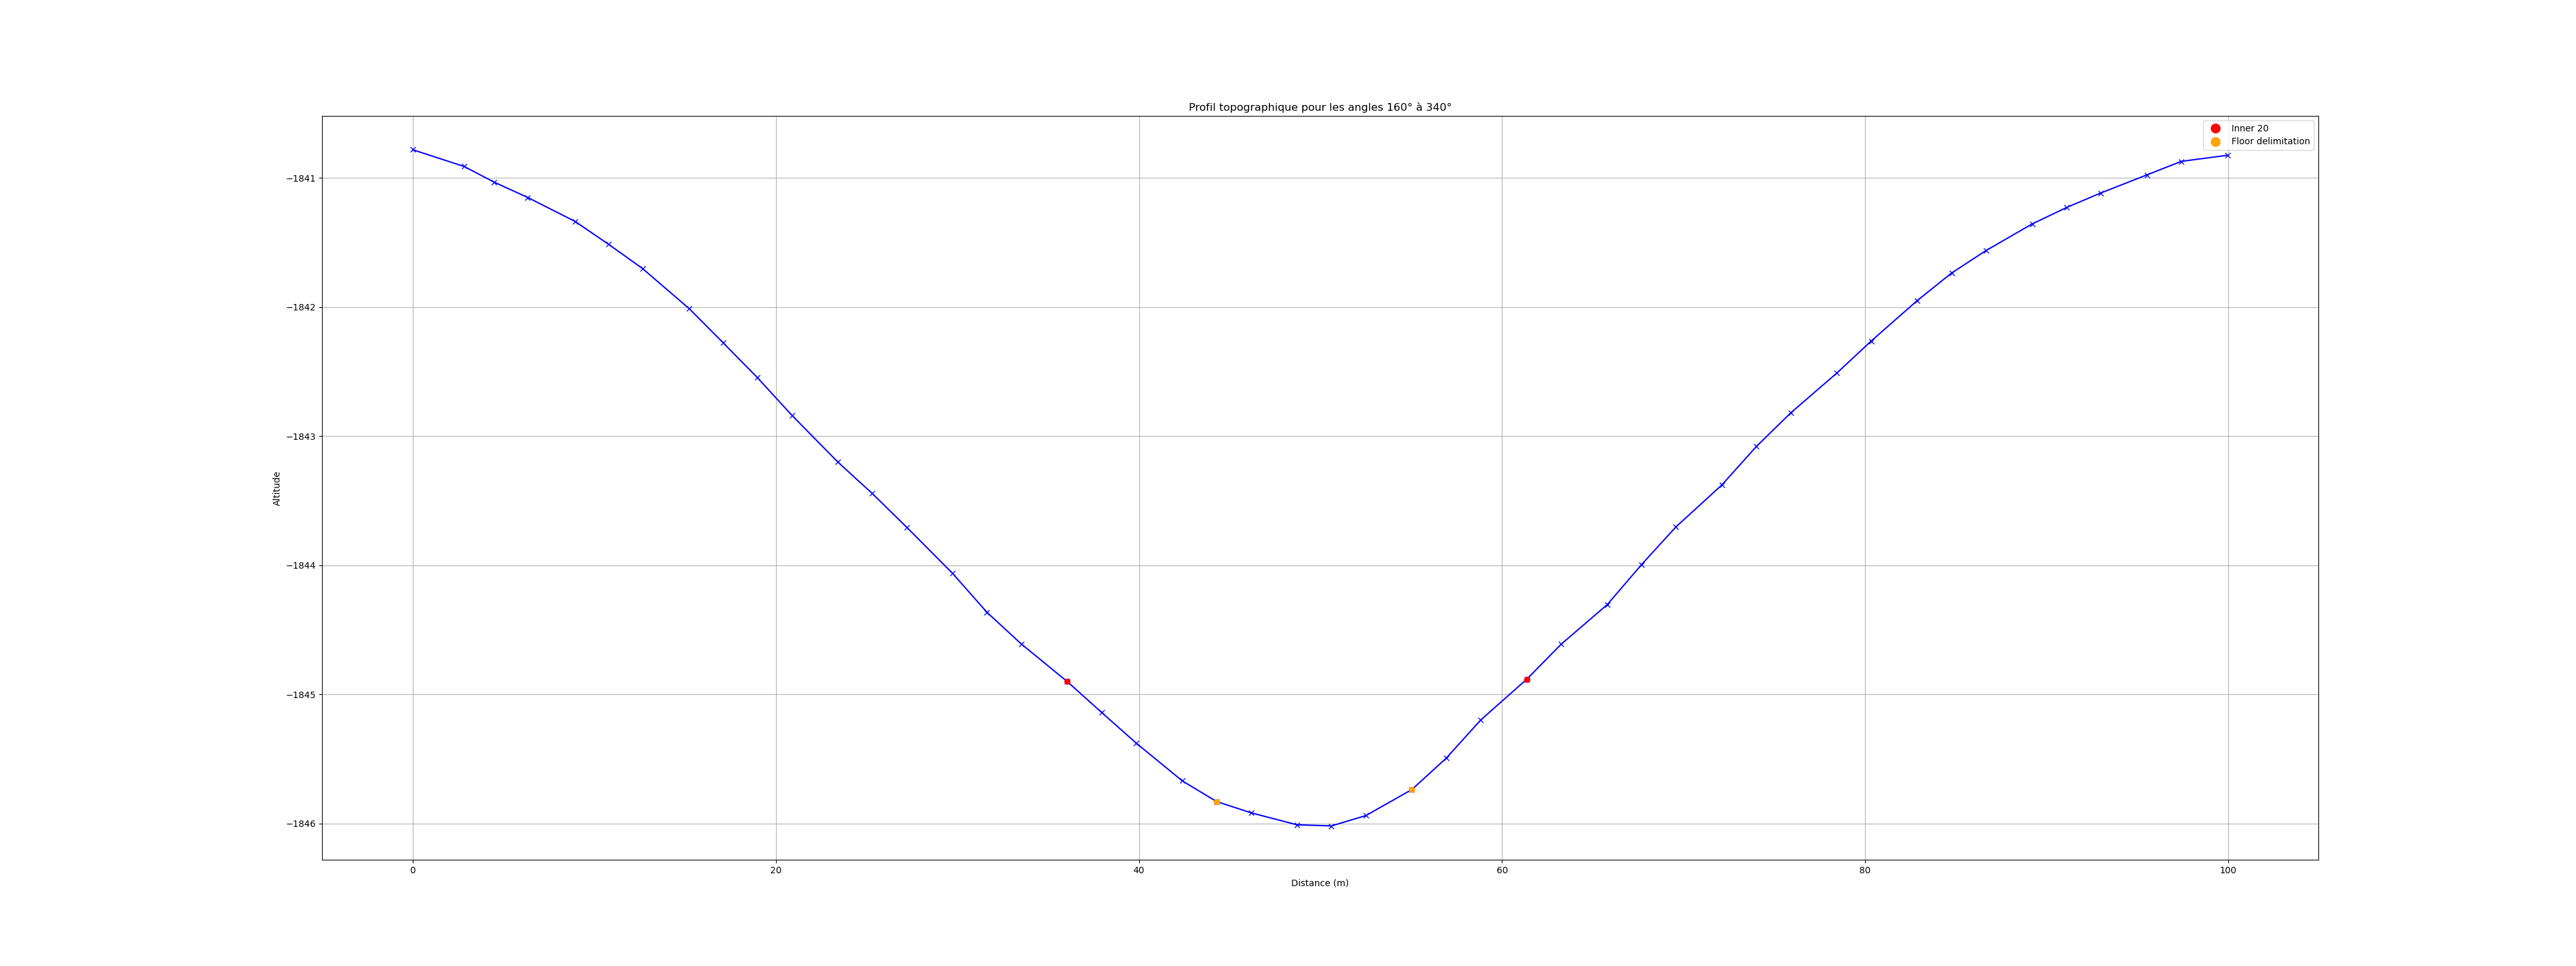 Profil topographique pour les angles 160° à 340°
Inner 20
Floor delimitation
−1841
−1842
−1843
−1844
−1845
−1846
Altitude
0 20 40 60 80 100
Distance (m)